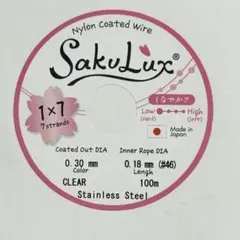 Nylon Coated Wire
SakuLux®
1×7
7strands
しなやかさ
Low
High
(Hard)
(Soft)
Made in
Japan
Coated Out DIA
Inner Rope DIA
0.30 mm
0.18 mm (#46)
Color
Lengh
CLEAR
100m
Stainless Steel